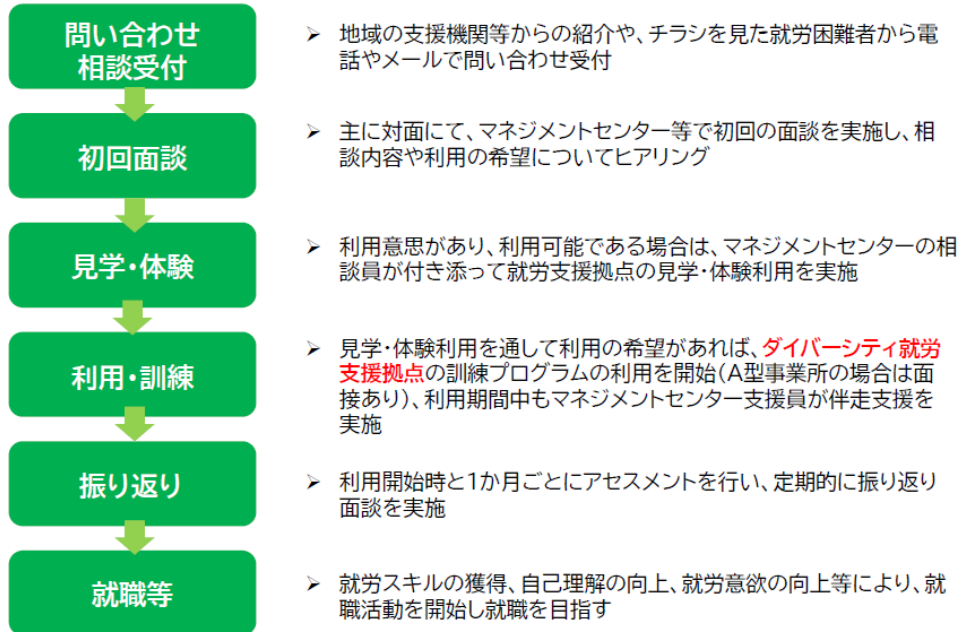 問い合わせ
相談受付
➢ 地域の支援機関等からの紹介や、チラシを見た就労困難者から電
話やメールで問い合わせ受付
初回面談
➢ 主に対面にて、マネジメントセンター等で初回の面談を実施し、相
談内容や利用の希望についてヒアリング
見学・体験
➢ 利用意思があり、利用可能である場合は、マネジメントセンターの相
談員が付き添って就労支援拠点の見学・体験利用を実施
利用・訓練
➢ 見学・体験利用を通して利用の希望があれば、ダイバーシティ就労
支援拠点の訓練プログラムの利用を開始(A型事業所の場合は面
接あり)、利用期間中もマネジメントセンター支援員が伴走支援を
実施
振り返り
➢ 利用開始時と1か月ごとにアセスメントを行い、定期的に振り返り
面談を実施
就職等
➢ 就労スキルの獲得、自己理解の向上、就労意欲の向上等により、就
職活動を開始し就職を目指す